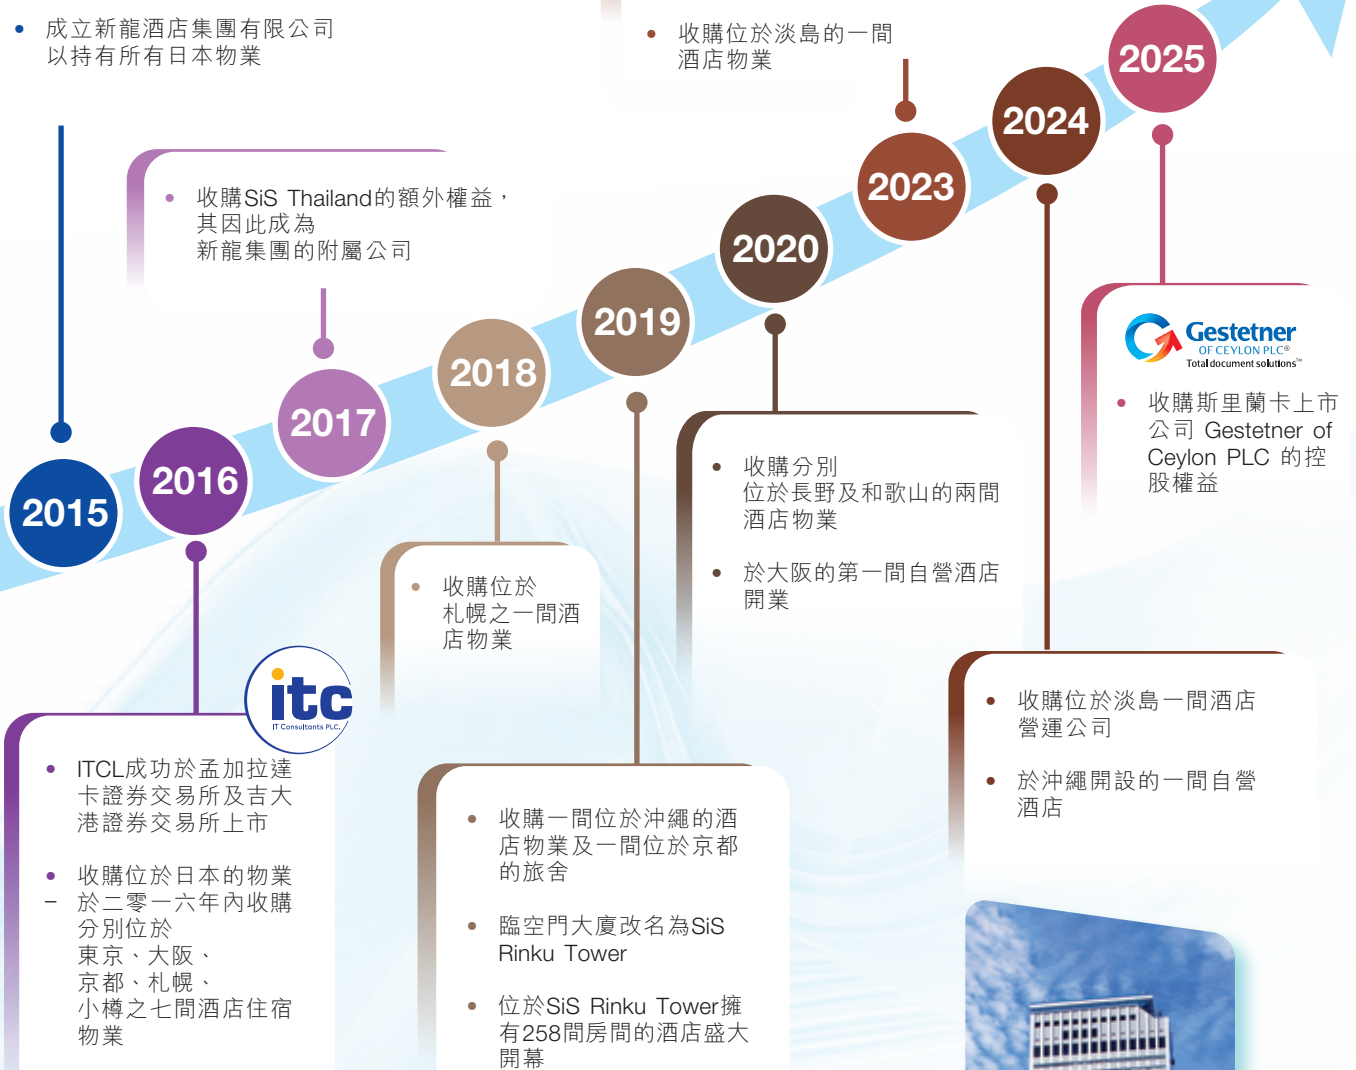 • 成立新龍酒店集團有限公司
以持有所有日本物業
2015
2016
itc
IT Consultants PLC.
• ITCL成功於孟加拉達
卡證券交易所及吉大
港證券交易所上市
• 收購位於日本的物業
– 於二零一六年內收購
分別位於
東京、大阪、
京都、札幌、
小樽之七間酒店住宿
物業
• 收購SiS Thailand的額外權益，
其因此成為
新龍集團的附屬公司
2017
2018
• 收購位於
札幌之一間酒
店物業
2019
• 收購一間位於沖繩的酒
店物業及一間位於京都
的旅舍
• 臨空門大廈改名為SiS
Rinku Tower
• 位於SiS Rinku Tower擁
有258間房間的酒店盛大
開幕
2020
• 收購分別
位於長野及和歌山的兩間
酒店物業
• 於大阪的第一間自營酒店
開業
• 收購位於淡島的一間
酒店物業
2023
2024
• 收購位於淡島一間酒店
營運公司
• 於沖繩開設的一間自營
酒店
2025
Gestetner
OF CEYLON PLC®
Total document solutions™
• 收購斯里蘭卡上市
公司 Gestetner of
Ceylon PLC 的控
股權益